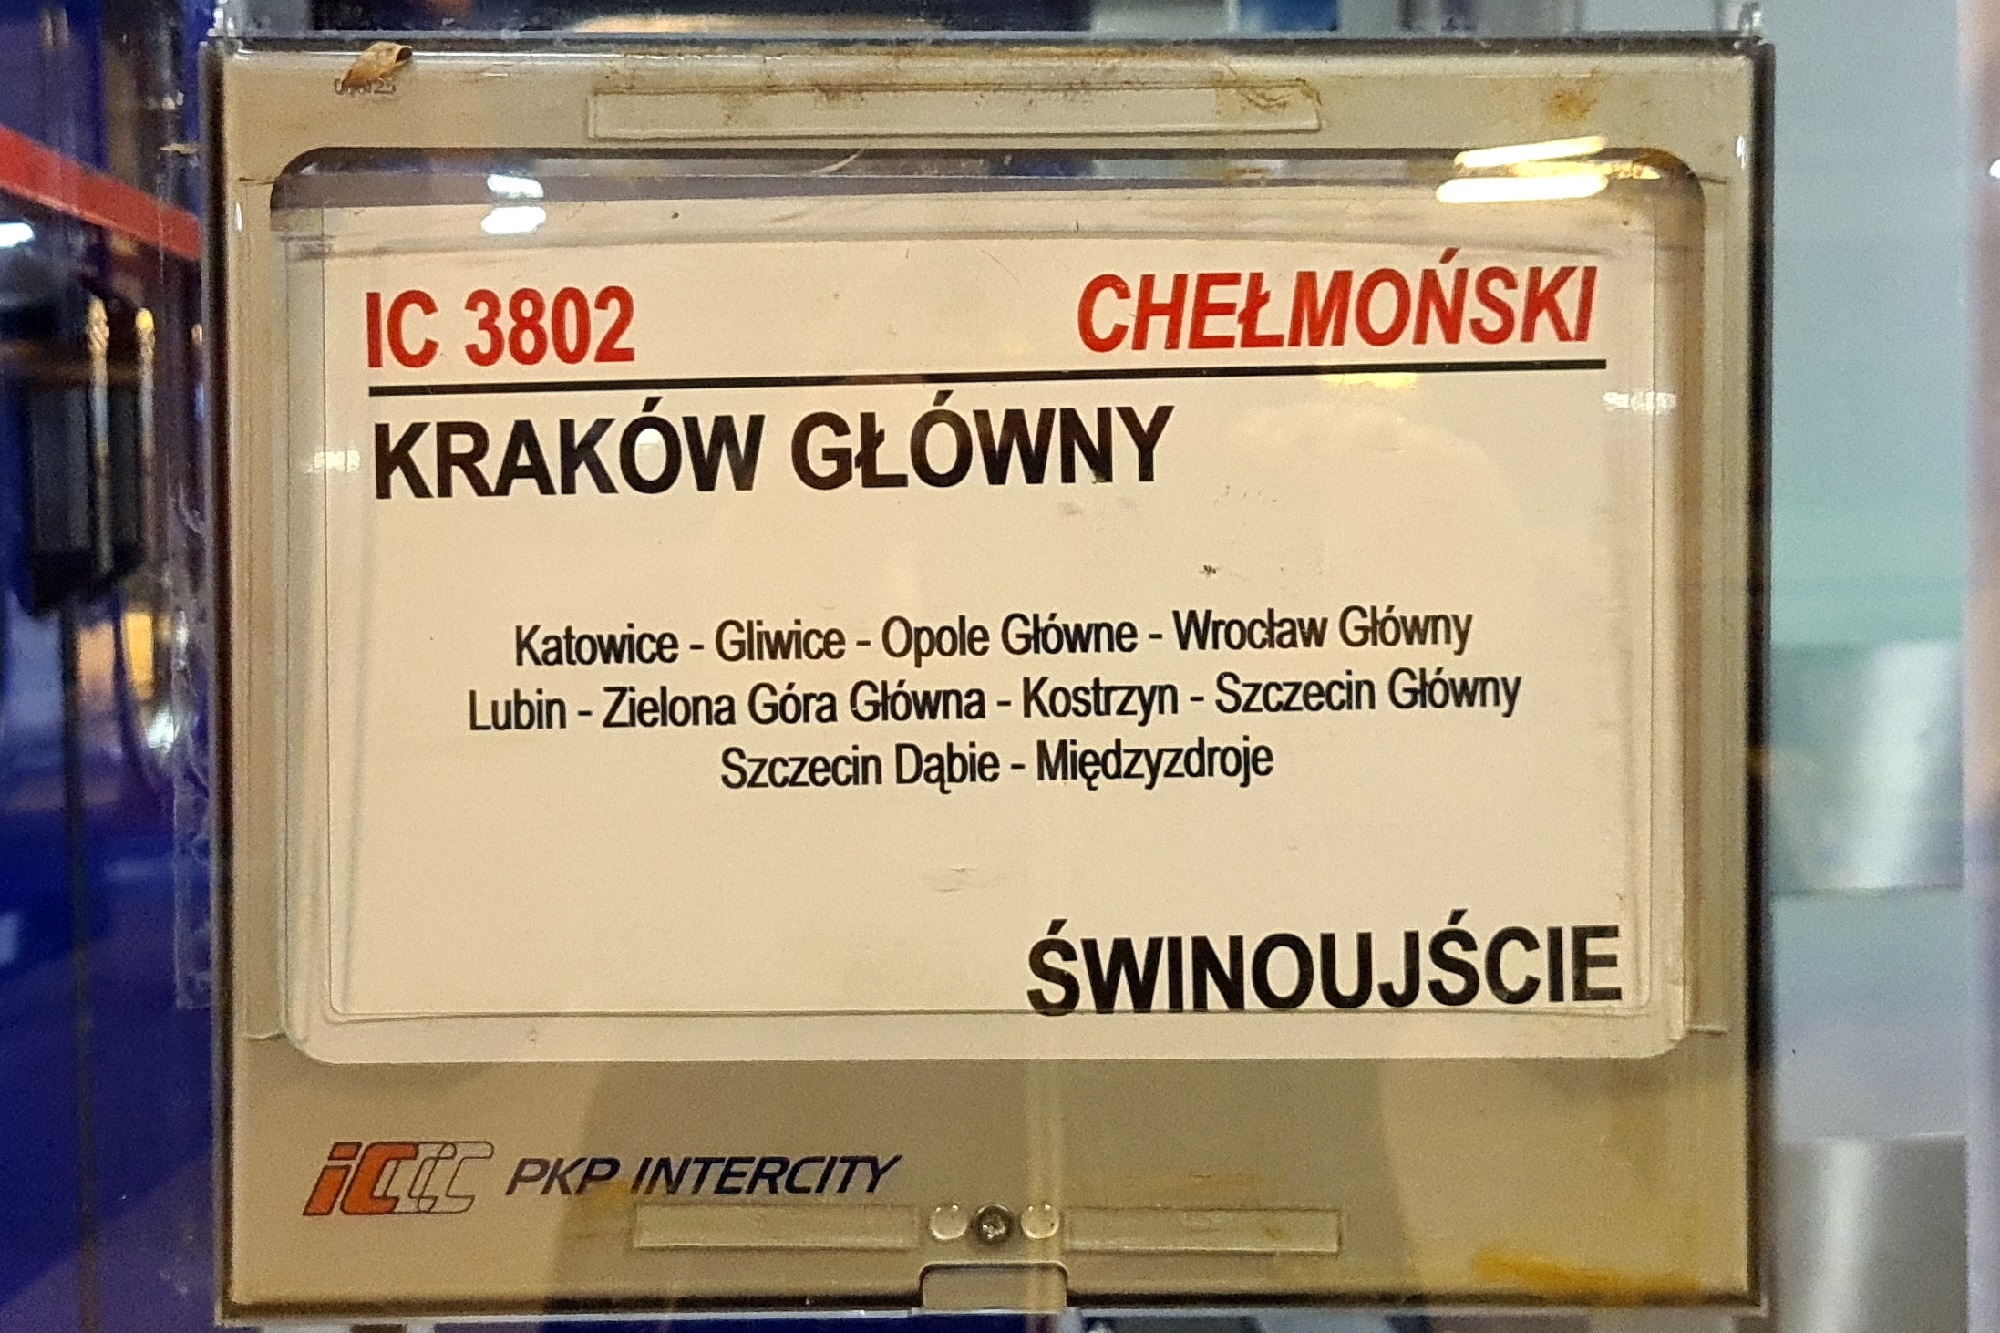 IC 3802 CHEŁMOŃSKI
KRAKÓW GŁÓWNY
Katowice - Gliwice - Opole Główne - Wrocław Główny
Lubin - Zielona Góra Główna - Kostrzyn - Szczecin Główny
Szczecin Dąbie - Międzyzdroje
ŚWINOUJŚCIE
iC PKP INTERCITY